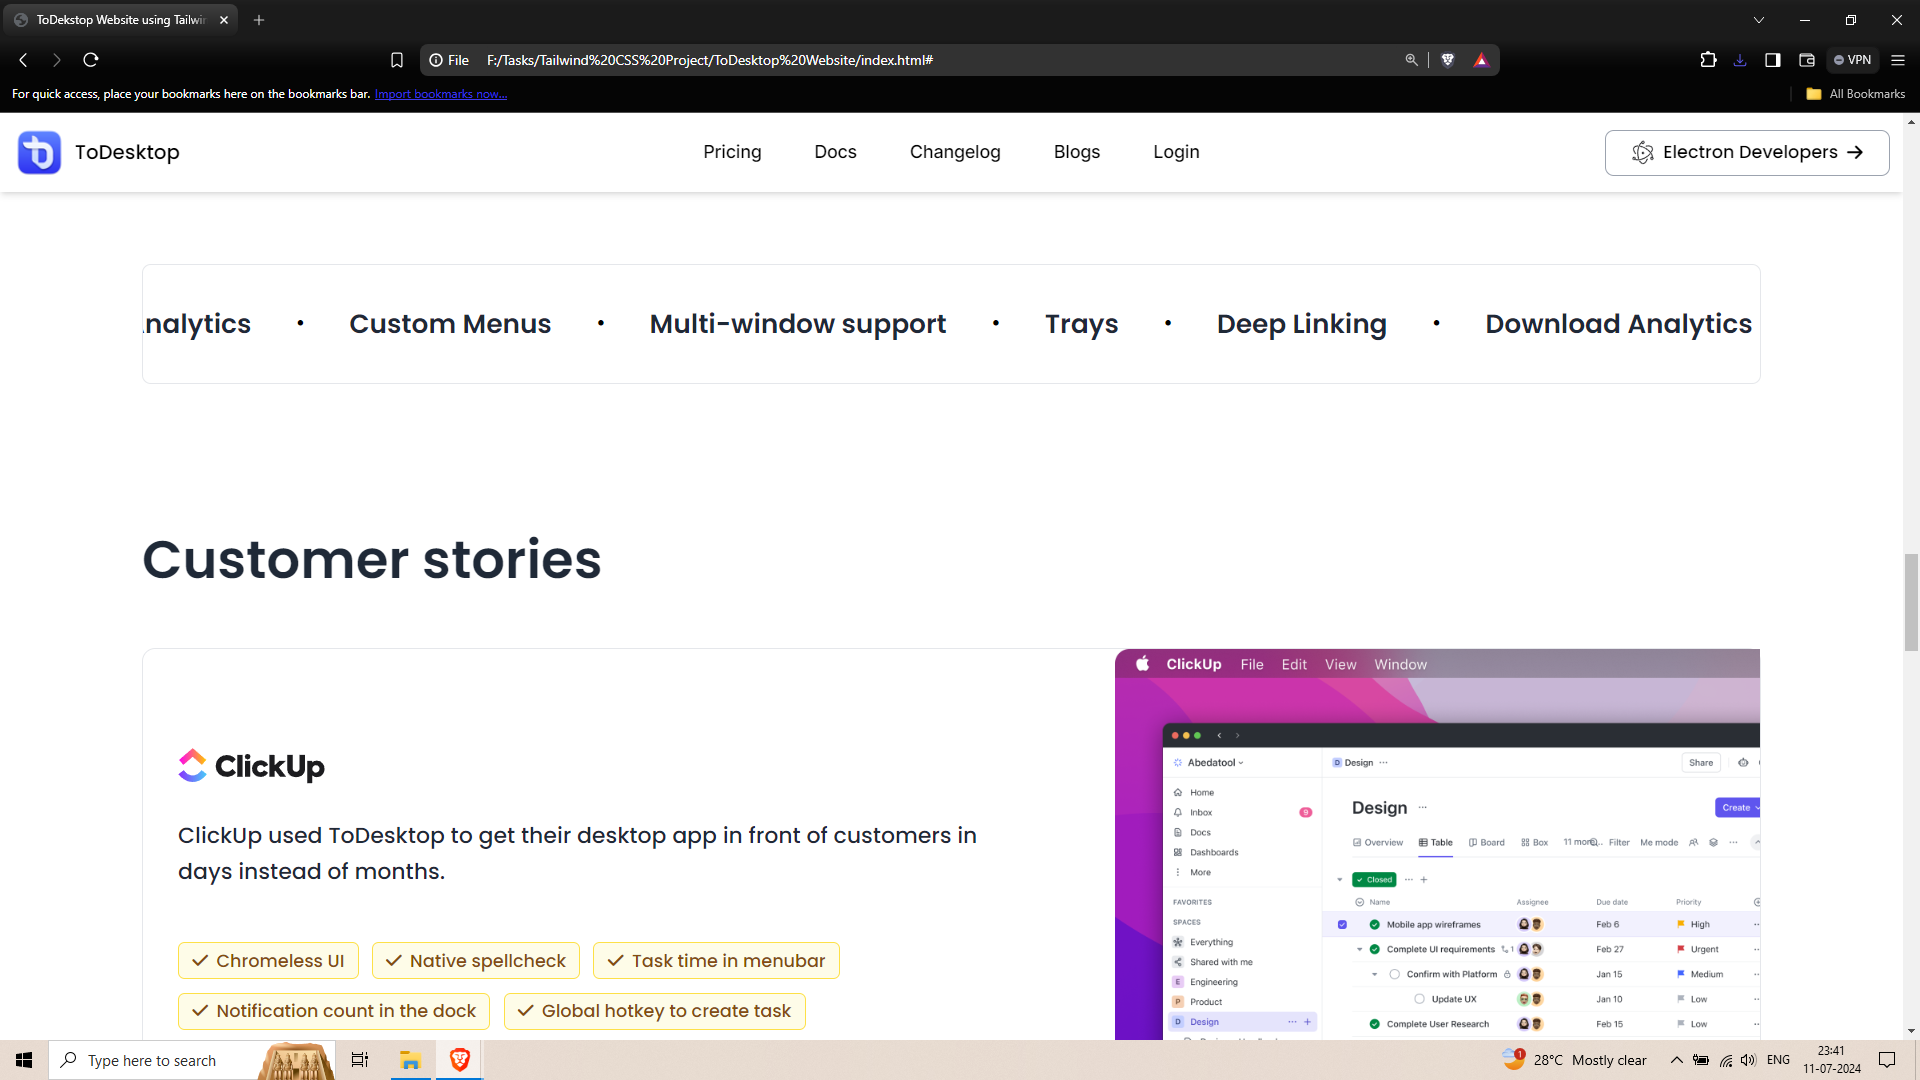 ToDekstop Website using Tailwi
File F:/Tasks/Tailwind%20CSS%20Project/ToDesktop%20Website/index.html#
VPN
For quick access, place your bookmarks here on the bookmarks bar. Import bookmarks now...
All Bookmarks
ToDesktop
Pricing Docs Changelog Blogs Login
Electron Developers →
nalytics • Custom Menus • Multi-window support • Trays • Deep Linking • Download Analytics
Customer stories
ClickUp
ClickUp used ToDesktop to get their desktop app in front of customers in
days instead of months.
Chromeless UI Native spellcheck Task time in menubar
Notification count in the dock Global hotkey to create task
ClickUp File Edit View Window
Abedatool
Home
Inbox 9
Docs
Dashboards
More
FAVORITES
SPACES
Everything
Shared with me
E Engineering
P Product
D Design ... +
D Design ... Share
Design ...
Create
Overview Table Board Box 11 more... Filter Me mode ...
Closed ... +
Name Assignee Due date Priority
Mobile app wireframes Feb 6 High
Complete UI requirements 1 Feb 27 Urgent
Confirm with Platform Jan 15 Medium
Update UX Jan 10 Low
Complete User Research Feb 15 Low
Type here to search
1 28°C Mostly clear ENG
23:41
11-07-2024